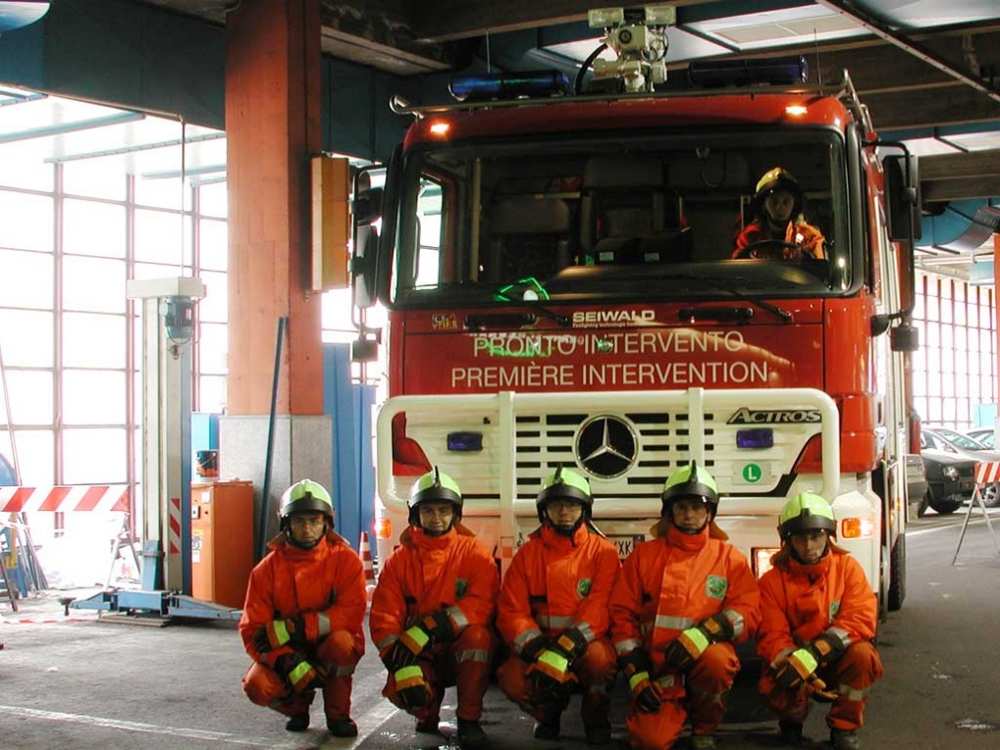 SEIWALD
PRONTO INTERVENTO
PREMIÈRE INTERVENTION
ACTROS
L